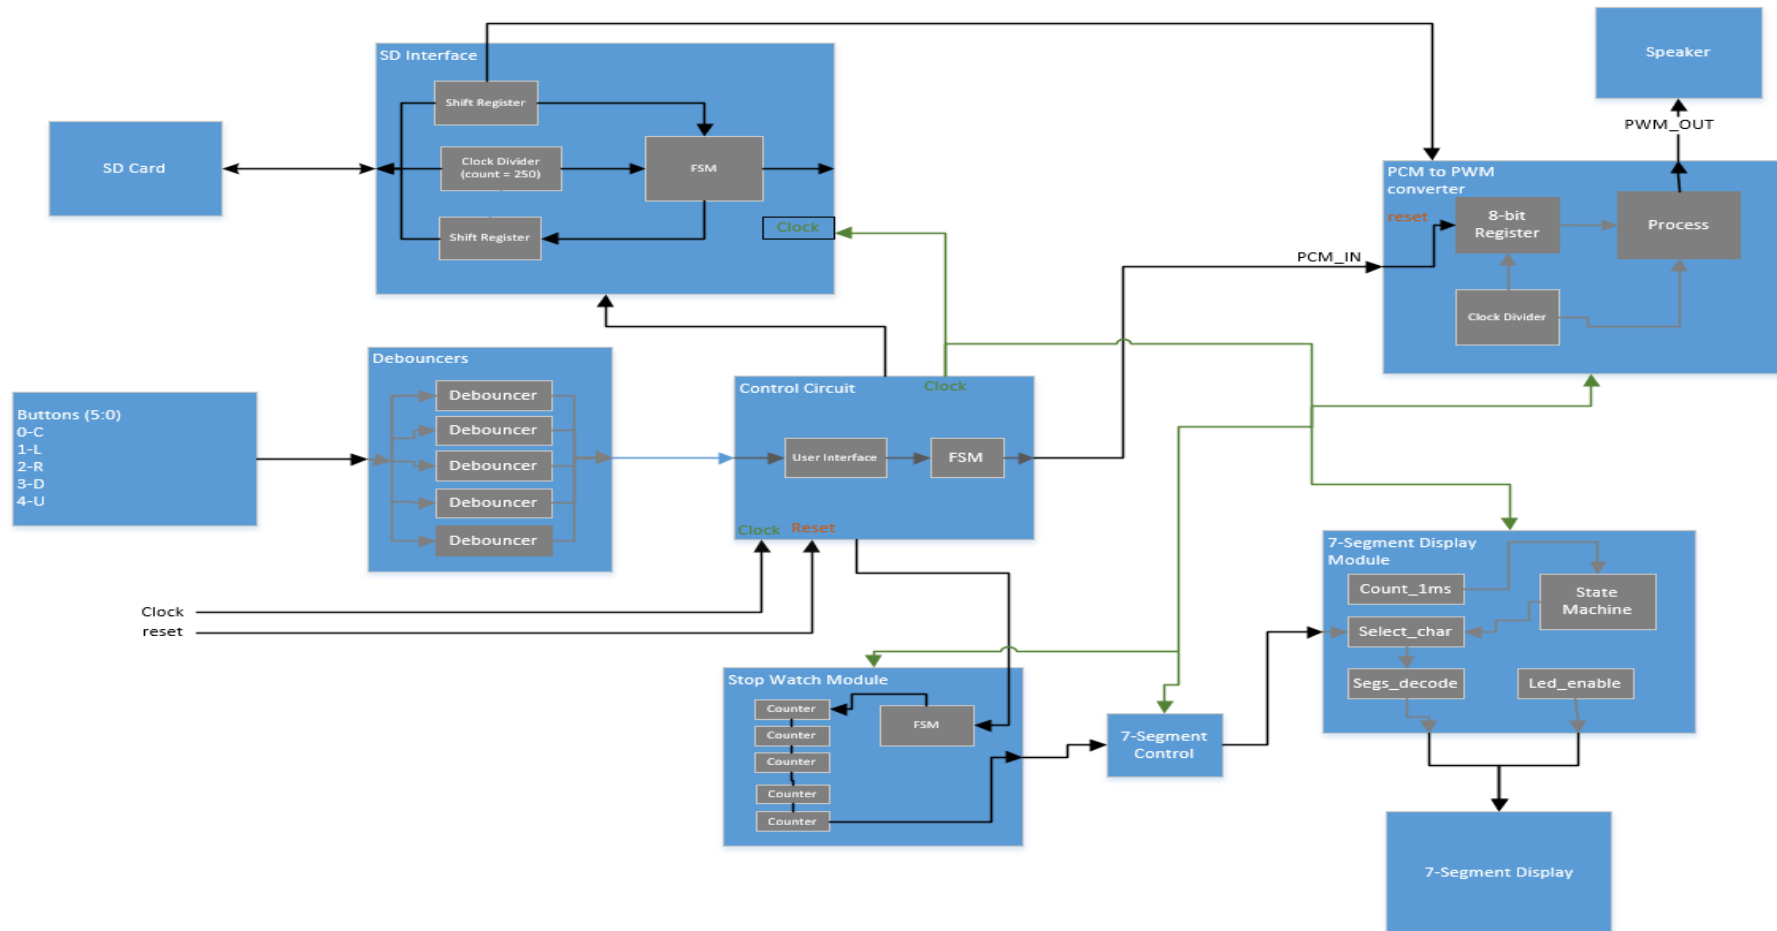 SD Interface
Shift Register
Clock Divider
(count = 250)
FSM
Shift Register
Clock
SD Card
Speaker
PWM_OUT
PCM to PWM
converter
reset
8-bit
Register
Process
Clock Divider
PCM_IN
Debouncers
Debouncer
Debouncer
Debouncer
Debouncer
Debouncer
Buttons (5:0)
0-C
1-L
2-R
3-D
4-U
Control Circuit
Clock
User Interface
FSM
Clock
Reset
Clock
reset
7-Segment Display
Module
Count_1ms
State
Machine
Select_char
Segs_decode
Led_enable
Stop Watch Module
Counter
Counter
Counter
Counter
Counter
FSM
7-Segment
Control
7-Segment Display